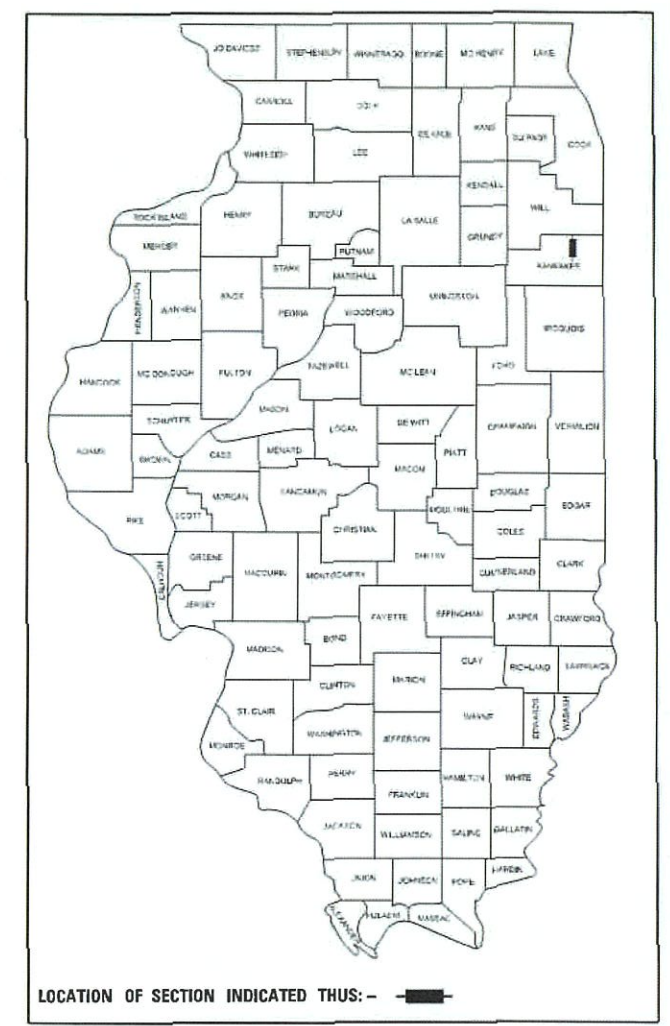 JO DAVIESS STEPHENSON WINNEBAGO BOONE MC HENRY LAKE
CARROLL OGLE DE KALB KANE DU PAGE COOK
WHITESIDE LEE
KENDALL
ROCK ISLAND HENRY BUREAU LA SALLE GRUNDY WILL
MERCER PUTNAM
STARK MARSHALL KANKAKEE
HENDERSON WARREN KNOX PEORIA WOODFORD LIVINGSTON IROQUOIS
HANCOCK MC DONOUGH FULTON TAZEWELL MC LEAN FORD
SCHUYLER MASON LOGAN DE WITT CHAMPAIGN VERMILION
ADAMS BROWN CASS MENARD MACON PIATT
MORGAN SANGAMON DOUGLAS EDGAR
PIKE SCOTT CHRISTIAN MOULTRIE COLES
GREENE SHELBY CLARK
CALHOUN MACOUPIN MONTGOMERY CUMBERLAND
JERSEY FAYETTE EFFINGHAM JASPER CRAWFORD
MADISON BOND
CLAY RICHLAND LAWRENCE
CLINTON MARION
ST. CLAIR WAYNE EDWARDS WABASH
WASHINGTON JEFFERSON
MONROE
RANDOLPH PERRY HAMILTON WHITE
FRANKLIN
JACKSON WILLIAMSON SALINE GALLATIN
HARDIN
UNION JOHNSON POPE
ALEXANDER PULASKI MASSAC
LOCATION OF SECTION INDICATED THUS: –